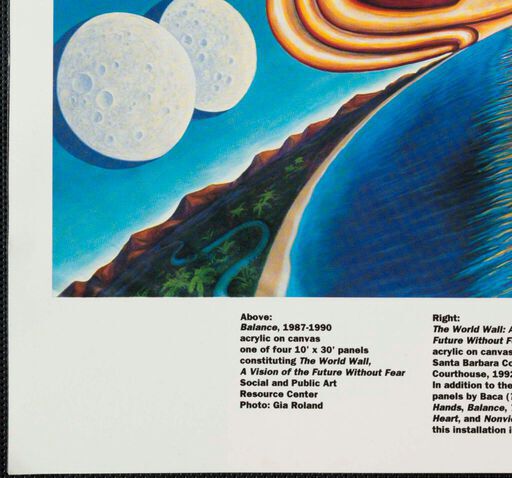 Above:
Balance, 1987-1990
acrylic on canvas
one of four 10' x 30' panels
constituting The World Wall,
A Vision of the Future Without Fear
Social and Public Art
Resource Center
Photo: Gia Roland
Right:
The World Wall:
Future Without
acrylic on canvas
Santa Barbara
Courthouse,
In addition to the
panels by Baca
Hands, Balance,
Heart, and
this installation